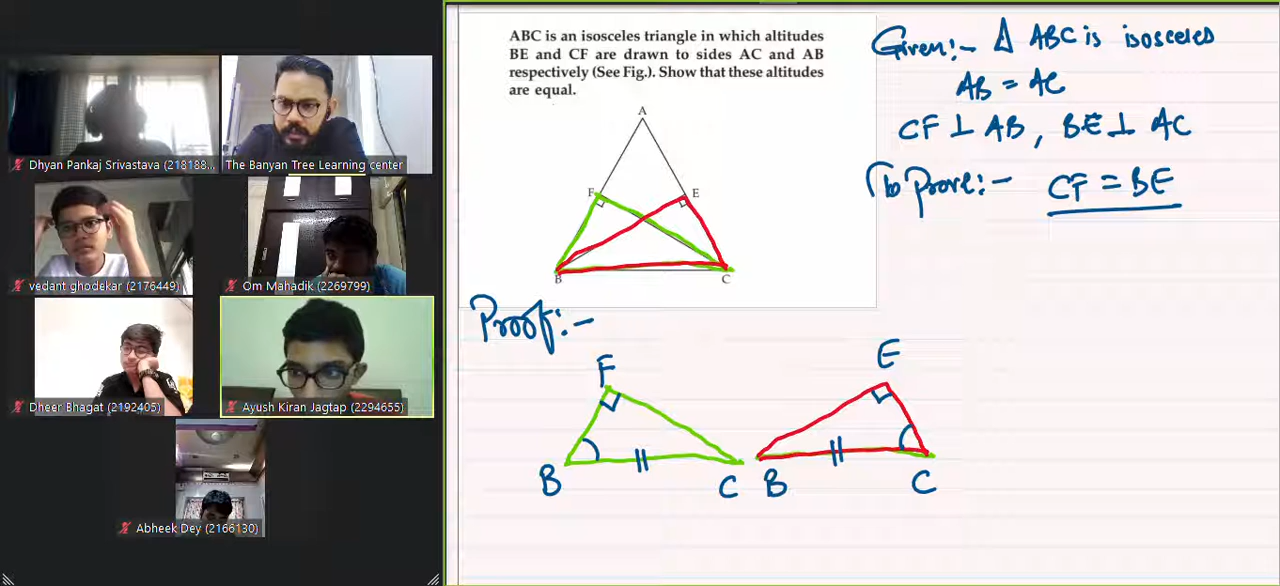 Dhyan Pankaj Srivastava (218188...
The Banyan Tree Learning center
vedant ghodekar (2176449)
Om Mahadik (2269799)
Dheer Bhagat (2192405)
Ayush Kiran Jagtap (2294655)
Abheek Dey (2166130)
ABC is an isosceles triangle in which altitudes
BE and CF are drawn to sides AC and AB
respectively (See Fig.). Show that these altitudes
are equal.
A
F
E
B
C
Given:- Δ ABC is isosceles
AB = AC
CF ⊥ AB, BE ⊥ AC
To Prove:- CF = BE
Proof:-
F
B
C
E
B
C